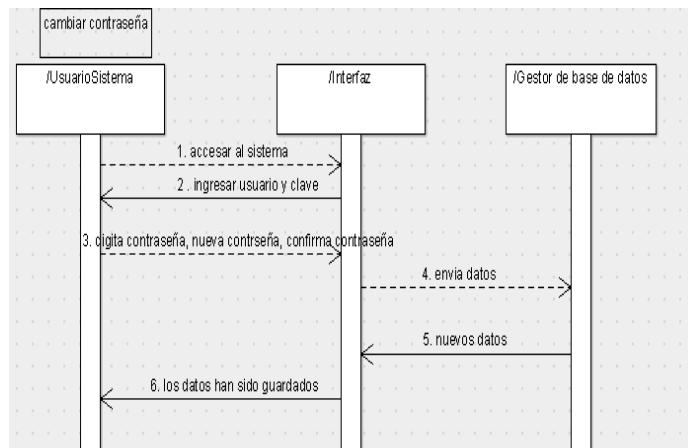 cambiar contraseña
/UsuarioSistema
/Interfaz
/Gestor de base de datos
1. accesar al sistema
2 . ingresar usuario y clave
3. digita contraseña, nueva contrseña, confirma contraseña
4. envia datos
5. nuevos datos
6. los datos han sido guardados